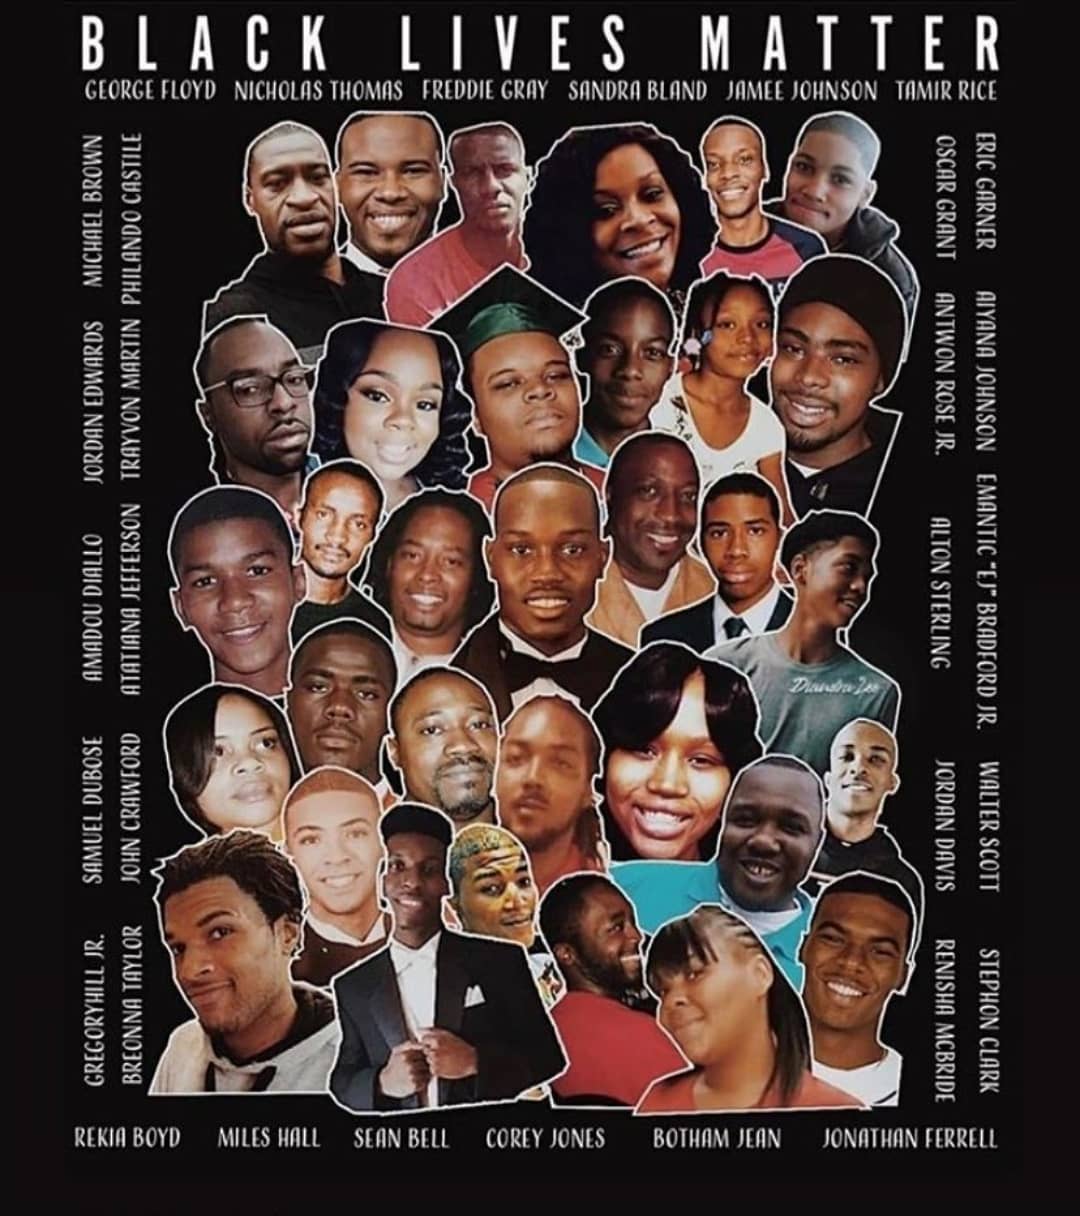 BLACK LIVES MATTER
GEORGE FLOYD NICHOLAS THOMAS FREDDIE GRAY SANDRA BLAND JAMEE JOHNSON TAMIR RICE
MICHAEL BROWN
PHILANDO CASTILE
JORDAN EDWARDS
TRAYVON MARTIN
AMADOU DIALLO
ATATIANA JEFFERSON
SAMUEL DUBOSE
JOHN CRAWFORD
GREGORYHILL JR.
BREONNA TAYLOR
ERIC GARNER
OSCAR GRANT
AIYANA JOHNSON
ANTWON ROSE JR.
EMANTIC "EJ" BRADFORD JR.
ALTON STERLING
WALTER SCOTT
JORDAN DAVIS
STEPHON CLARK
RENISHA MCBRIDE
REKIA BOYD MILES HALL SEAN BELL COREY JONES BOTHAM JEAN JONATHAN FERRELL